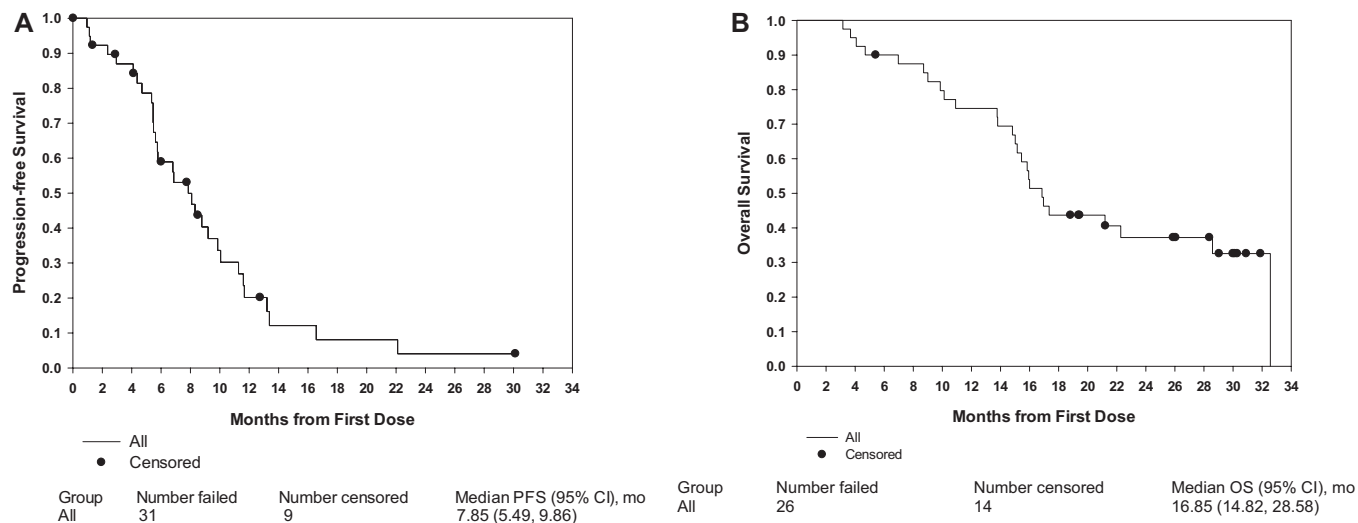 A
Progression-free Survival
1.0
0.9
0.8
0.7
0.6
0.5
0.4
0.3
0.2
0.1
0.0
0 2 4 6 8 10 12 14 16 18 20 22 24 26 28 30 32 34
Months from First Dose
All
Censored
Group Number failed Number censored Median PFS (95% CI), mo
All 31 9 7.85 (5.49, 9.86)
B
Overall Survival
1.0
0.9
0.8
0.7
0.6
0.5
0.4
0.3
0.2
0.1
0.0
0 2 4 6 8 10 12 14 16 18 20 22 24 26 28 30 32 34
Months from First Dose
All
Censored
Group Number failed Number censored Median OS (95% CI), mo
All 26 14 16.85 (14.82, 28.58)